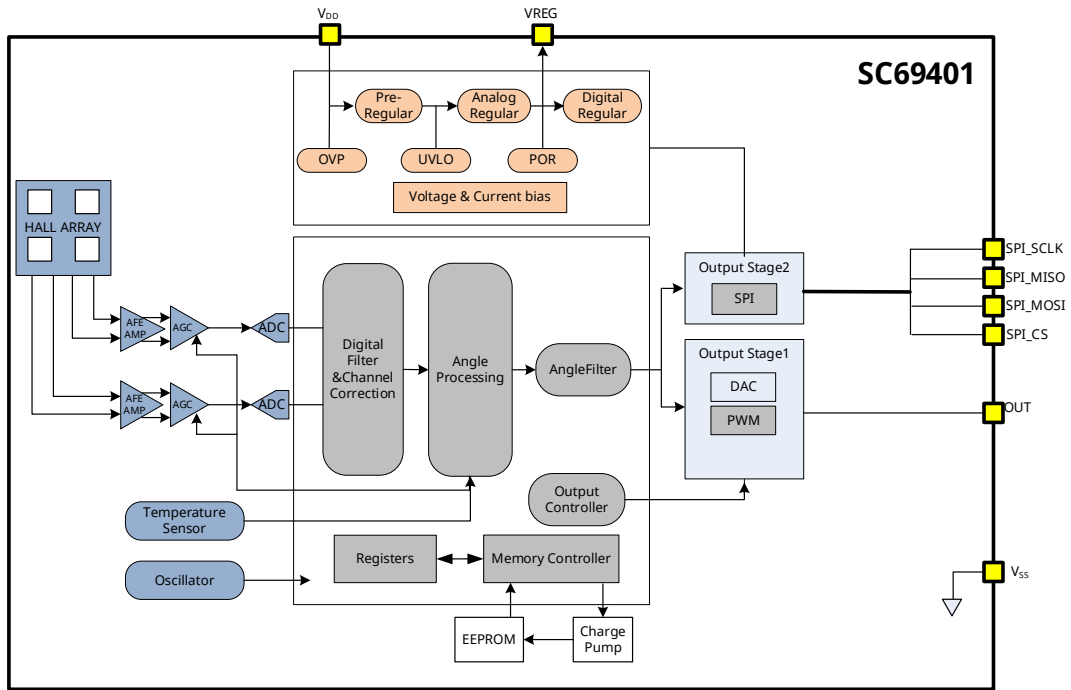 V_DD
VREG
SC69401
Pre-
Regular
Analog
Regular
Digital
Regular
OVP
UVLO
POR
Voltage & Current bias
HALL ARRAY
AFE
AMP
AGC
ADC
AFE
AMP
AGC
ADC
Digital
Filter
&Channel
Correction
Angle
Processing
AngleFilter
Output Stage2
SPI
Output Stage1
DAC
PWM
SPI_SCLK
SPI_MISO
SPI_MOSI
SPI_CS
OUT
Output
Controller
Temperature
Sensor
Oscillator
Registers
Memory Controller
EEPROM
Charge
Pump
V_SS